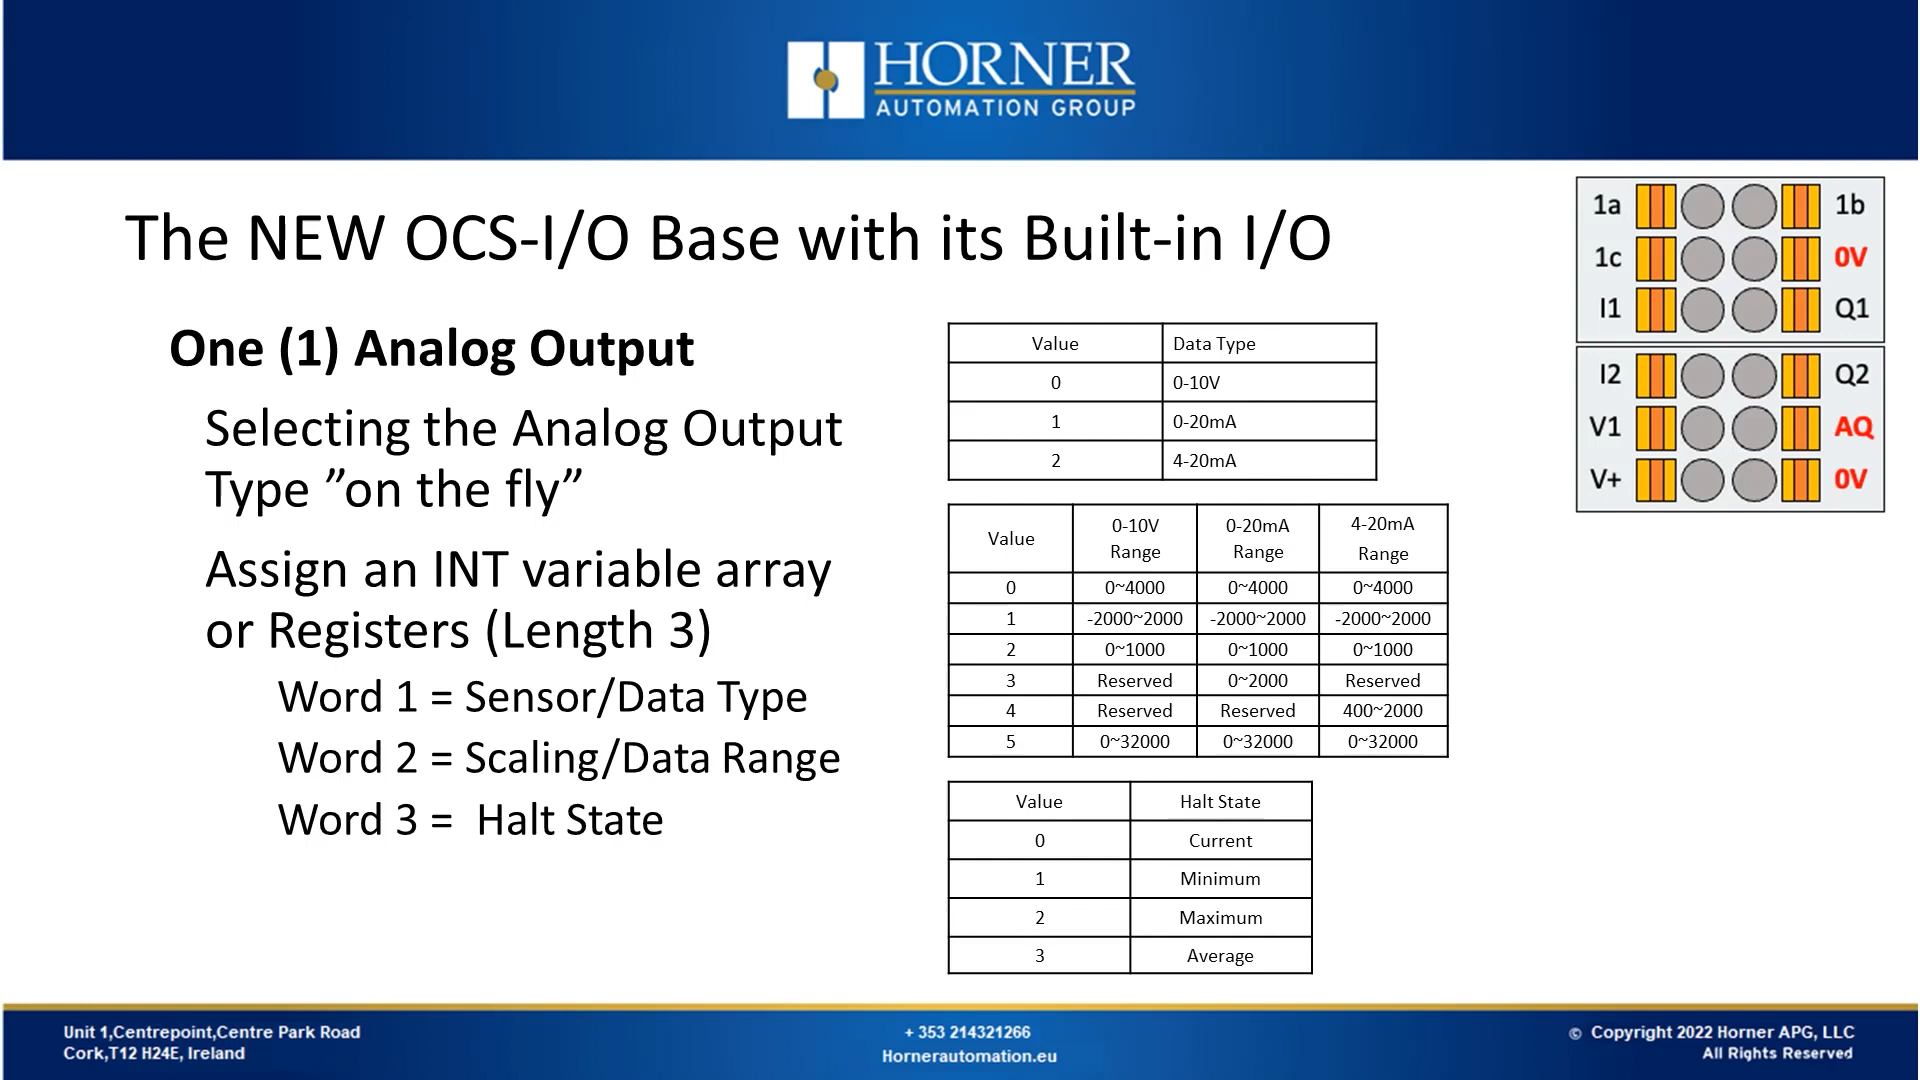 HORNER
AUTOMATION GROUP
The NEW OCS-I/O Base with its Built-in I/O
One (1) Analog Output
Selecting the Analog Output
Type ”on the fly”
Assign an INT variable array
or Registers (Length 3)
Word 1 = Sensor/Data Type
Word 2 = Scaling/Data Range
Word 3 = Halt State
Value Data Type
0 0-10V
1 0-20mA
2 4-20mA
Value 0-10V Range 0-20mA Range 4-20mA Range
0 0~4000 0~4000 0~4000
1 -2000~2000 -2000~2000 -2000~2000
2 0~1000 0~1000 0~1000
3 Reserved 0~2000 Reserved
4 Reserved Reserved 400~2000
5 0~32000 0~32000 0~32000
Value Halt State
0 Current
1 Minimum
2 Maximum
3 Average
1a 1b
1c 0V
I1 Q1
I2 Q2
V1 AQ
V+ 0V
Unit 1,Centrepoint,Centre Park Road
Cork,T12 H24E, Ireland
+ 353 214321266
Hornerautomation.eu
© Copyright 2022 Horner APG, LLC
All Rights Reserved